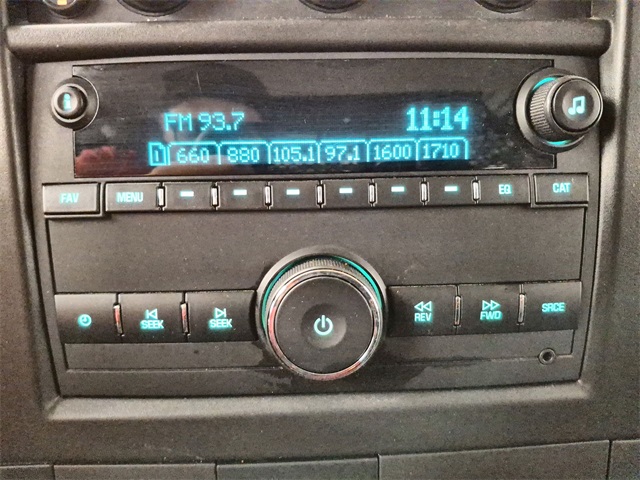 FM 93.7 11:14
1 660 880 105.1 97.1 1600 1710
FAV MENU EQ CAT
SEEK SEEK REV FWD SRCE